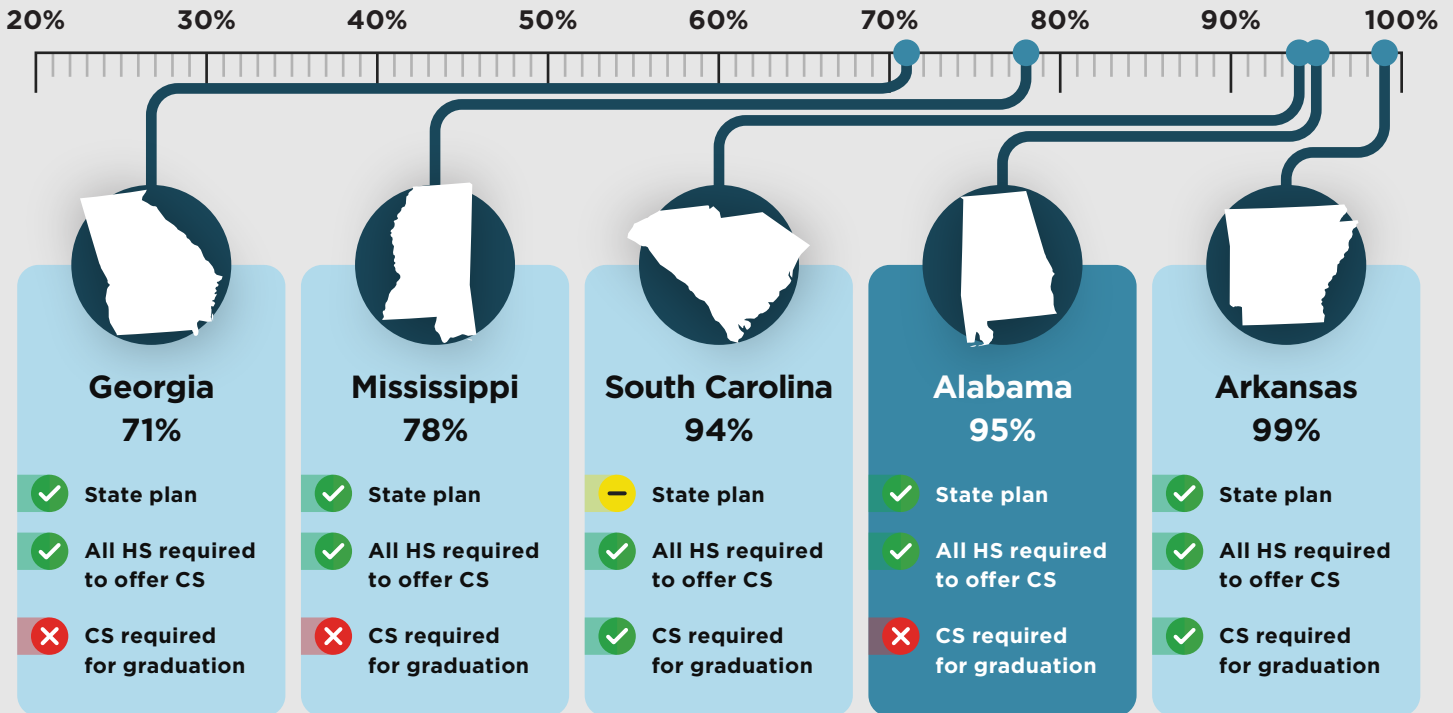 20% 30% 40% 50% 60% 70% 80% 90% 100%
Georgia
71%
State plan
All HS required
to offer CS
CS required
for graduation
Mississippi
78%
State plan
All HS required
to offer CS
CS required
for graduation
South Carolina
94%
State plan
All HS required
to offer CS
CS required
for graduation
Alabama
95%
State plan
All HS required
to offer CS
CS required
for graduation
Arkansas
99%
State plan
All HS required
to offer CS
CS required
for graduation